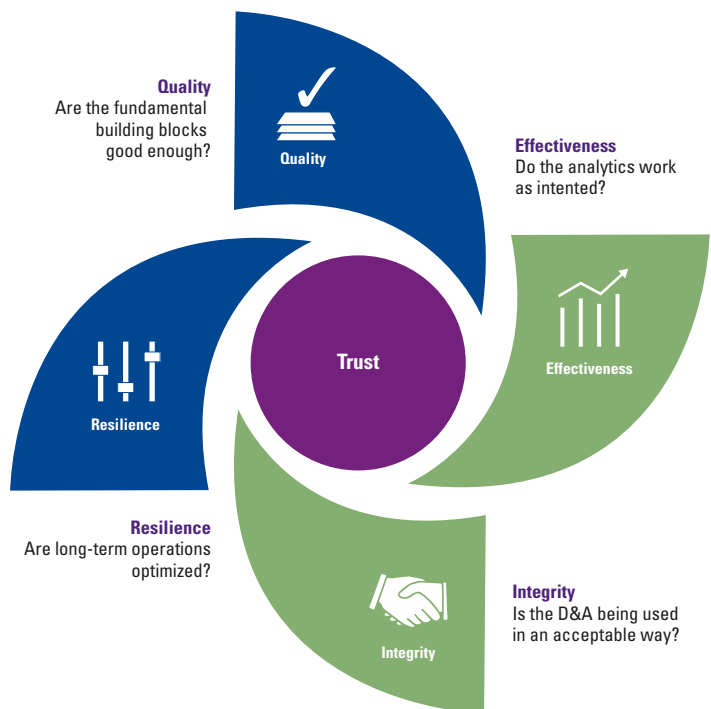 Quality
Are the fundamental
building blocks
good enough?
Quality
Effectiveness
Do the analytics work
as intented?
Effectiveness
Trust
Resilience
Resilience
Are long-term operations
optimized?
Integrity
Is the D&A being used
in an acceptable way?
Integrity